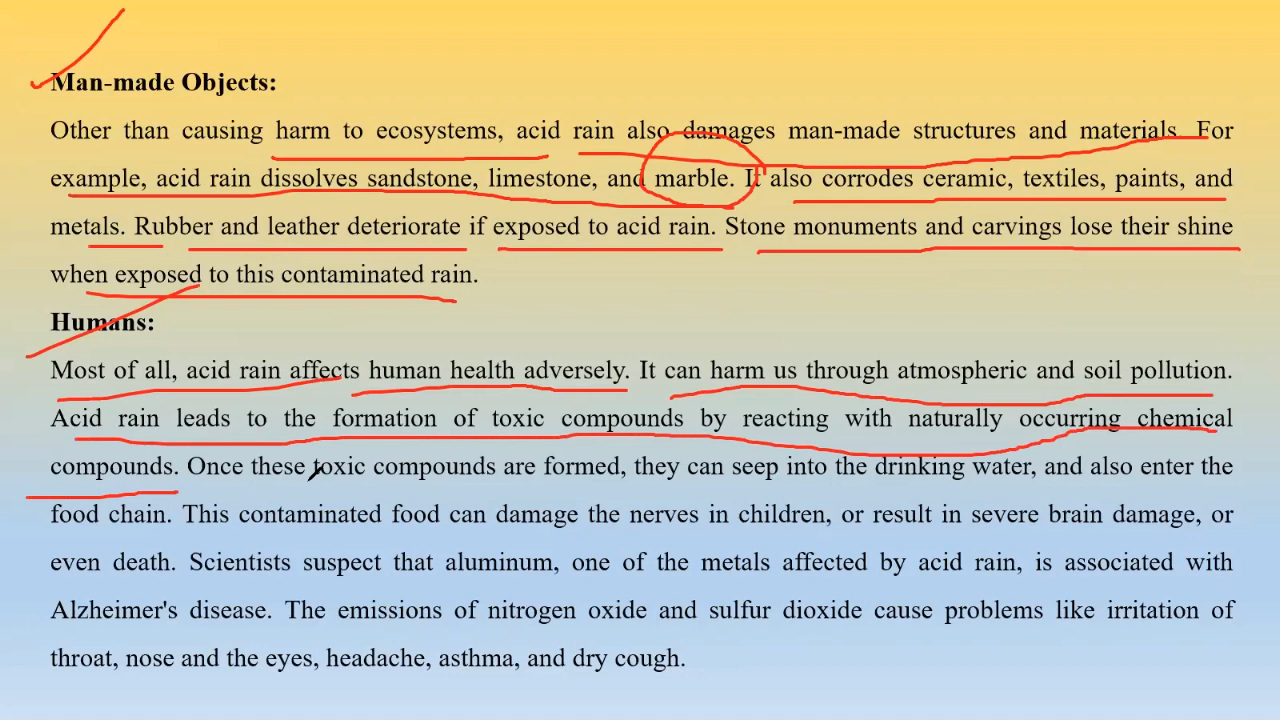 Man-made Objects:
Other than causing harm to ecosystems, acid rain also damages man-made structures and materials. For
example, acid rain dissolves sandstone, limestone, and marble. It also corrodes ceramic, textiles, paints, and
metals. Rubber and leather deteriorate if exposed to acid rain. Stone monuments and carvings lose their shine
when exposed to this contaminated rain.
Humans:
Most of all, acid rain affects human health adversely. It can harm us through atmospheric and soil pollution.
Acid rain leads to the formation of toxic compounds by reacting with naturally occurring chemical
compounds. Once these toxic compounds are formed, they can seep into the drinking water, and also enter the
food chain. This contaminated food can damage the nerves in children, or result in severe brain damage, or
even death. Scientists suspect that aluminum, one of the metals affected by acid rain, is associated with
Alzheimer's disease. The emissions of nitrogen oxide and sulfur dioxide cause problems like irritation of
throat, nose and the eyes, headache, asthma, and dry cough.